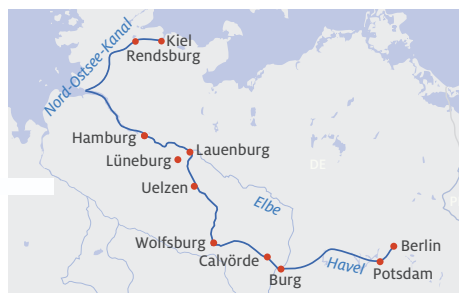 Nord-Ostsee-Kanal
Kiel
Rendsburg
Hamburg
Lüneburg
Lauenburg
Uelzen
DE
Elbe
Wolfsburg
Calvörde
Burg
Havel
Berlin
Potsdam